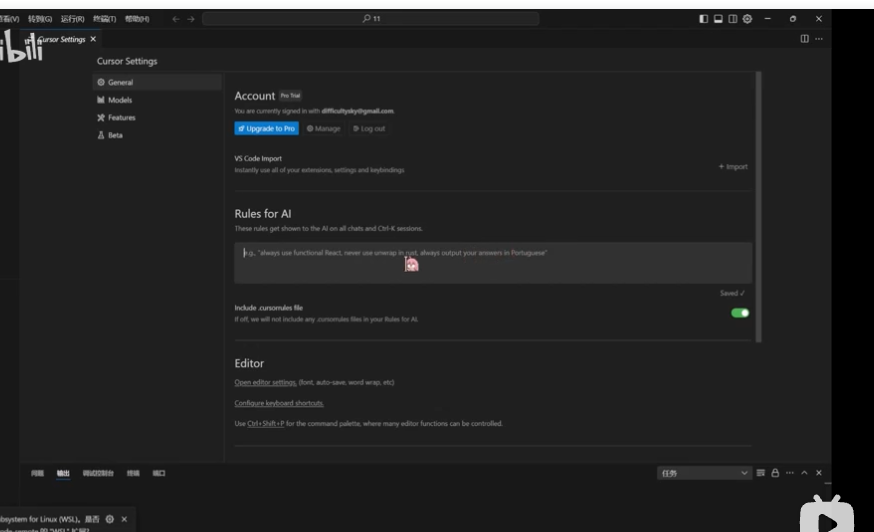 转到(G) 运行(R) 终端(T) 帮助(H)
11
Cursor Settings
bili
Cursor Settings
General
Models
Features
Beta
Account Pro Trial
You are currently signed in with difficultysky@gmail.com.
Upgrade to Pro Manage Log out
VS Code Import
Instantly use all of your extensions, settings and keybindings
+ Import
Rules for AI
These rules get shown to the AI on all chats and Ctrl-K sessions.
e.g., "always use functional React, never use unwrap in rust, always output your answers in Portuguese"
Saved ✓
Include .cursorrules file
If off, we will not include any .cursorrules files in your Rules for AI.
Editor
Open editor settings, (font, auto-save, word wrap, etc)
Configure keyboard shortcuts.
Use Ctrl+Shift+P for the command palette, where many editor functions can be controlled.
问题 输出 调试控制台 终端 端口
任务
ibsystem for Linux (WSL)。是否